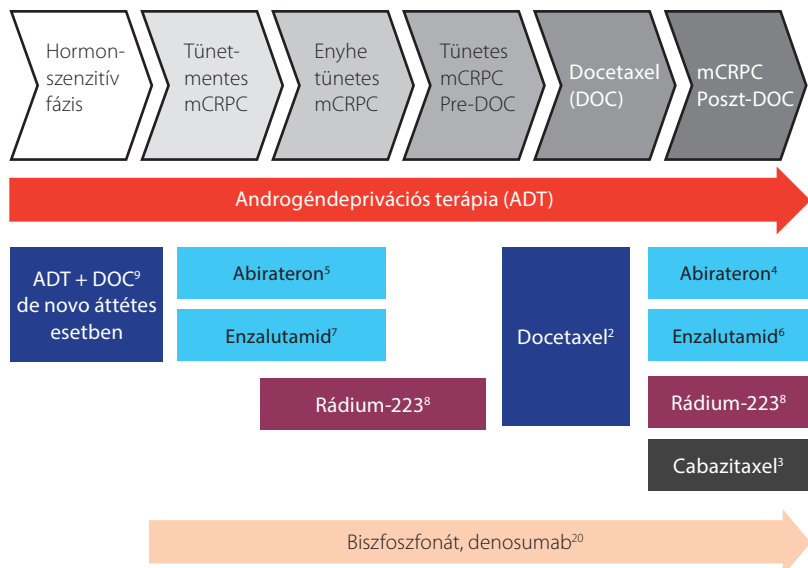 Hormon-
szenzitív
fázis
Tünet-
mentes
mCRPC
Enyhe
tünetes
mCRPC
Tünetes
mCRPC
Pre-DOC
Docetaxel
(DOC)
mCRPC
Poszt-DOC
Androgéndeprivációs terápia (ADT)
ADT + DOC⁹
de novo áttétes
esetben
Abirateron⁵
Enzalutamid⁷
Rádium-223⁸
Docetaxel²
Abirateron⁴
Enzalutamid⁶
Rádium-223⁸
Cabazitaxel³
Biszfoszfonát, denosumab²⁰